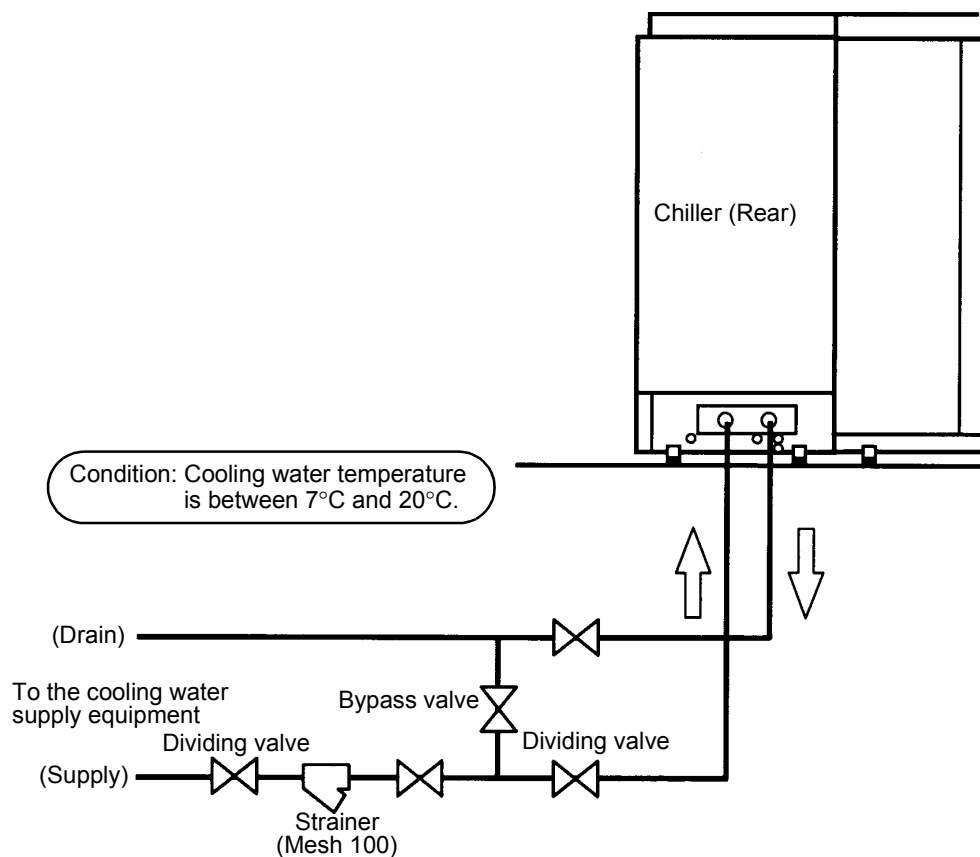 Chiller (Rear)
Condition: Cooling water temperature
is between 7°C and 20°C.
(Drain)
To the cooling water
supply equipment
Bypass valve
Dividing valve
Dividing valve
(Supply)
Strainer
(Mesh 100)